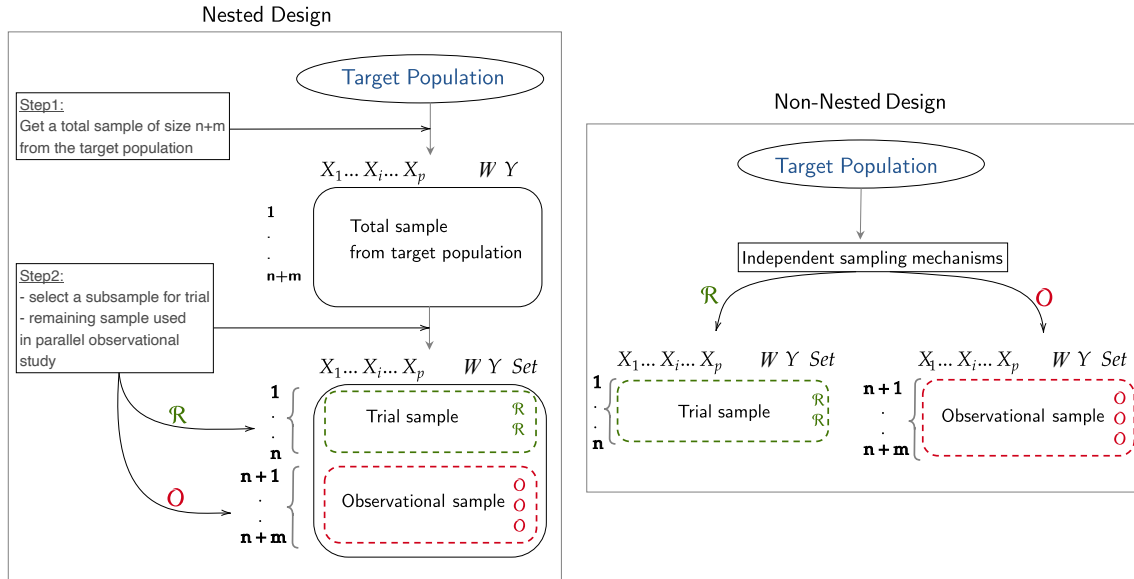 Nested Design
Target Population
Step1:
Get a total sample of size n+m
from the target population
X1... Xi... Xp W Y
1
.
.
n+m
Total sample
from target population
Step2:
- select a subsample for trial
- remaining sample used
in parallel observational
study
X1... Xi... Xp W Y Set
R
1
.
.
n
Trial sample
R
R
O
n+1
.
.
n+m
Observational sample
O
O
O
Non-Nested Design
Target Population
Independent sampling mechanisms
R
O
X1... Xi... Xp W Y Set
1
.
.
n
Trial sample
R
R
X1... Xi... Xp W Y Set
n+1
.
.
n+m
Observational sample
O
O
O